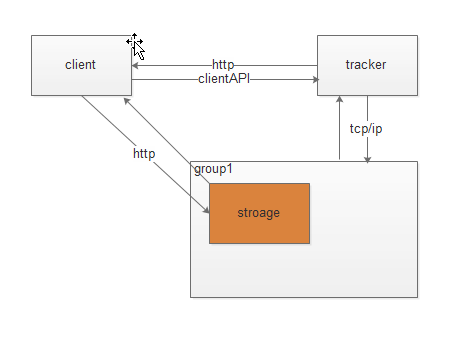 client
http
clientAPI
tracker
tcp/ip
http
group1
stroage